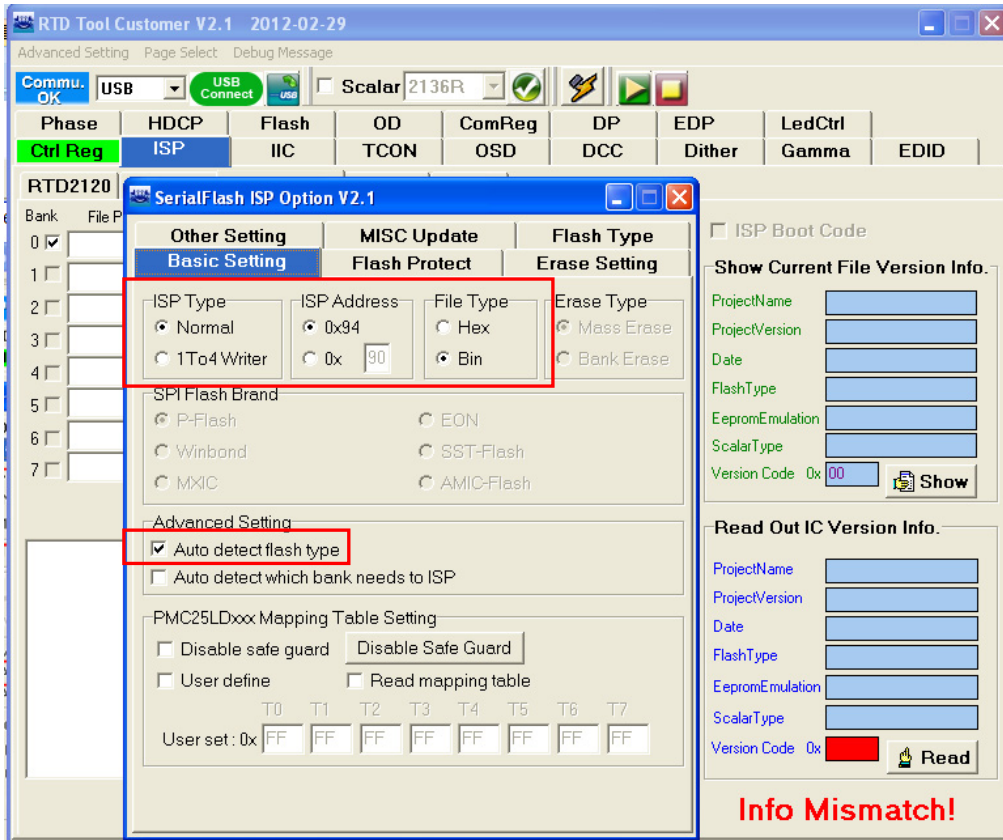 RTD Tool Customer V2.1 2012-02-29
Advanced Setting Page Select Debug Message
Commu. OK USB USB Connect USB Scalar 2136R
Phase HDCP Flash OD ComReg DP EDP LedCtrl
Ctrl Reg ISP IIC TCON OSD DCC Dither Gamma EDID
RTD2120
Bank File P
0
1
2
3
4
5
6
7
SerialFlash ISP Option V2.1
Other Setting MISC Update Flash Type
Basic Setting Flash Protect Erase Setting
ISP Type ISP Address File Type Erase Type
Normal 0x94 Hex Mass Erase
1To4 Writer 0x 90 Bin Bank Erase
SPI Flash Brand
P-Flash EON
Winbond SST-Flash
MXIC AMIC-Flash
Advanced Setting
Auto detect flash type
Auto detect which bank needs to ISP
PMC25LDxxx Mapping Table Setting
Disable safe guard Disable Safe Guard
User define Read mapping table
T0 T1 T2 T3 T4 T5 T6 T7
User set : 0x FF FF FF FF FF FF FF FF
ISP Boot Code
Show Current File Version Info.
ProjectName
ProjectVersion
Date
FlashType
EepromEmulation
ScalarType
Version Code 0x 00 Show
Read Out IC Version Info.
ProjectName
ProjectVersion
Date
FlashType
EepromEmulation
ScalarType
Version Code 0x Read
Info Mismatch!